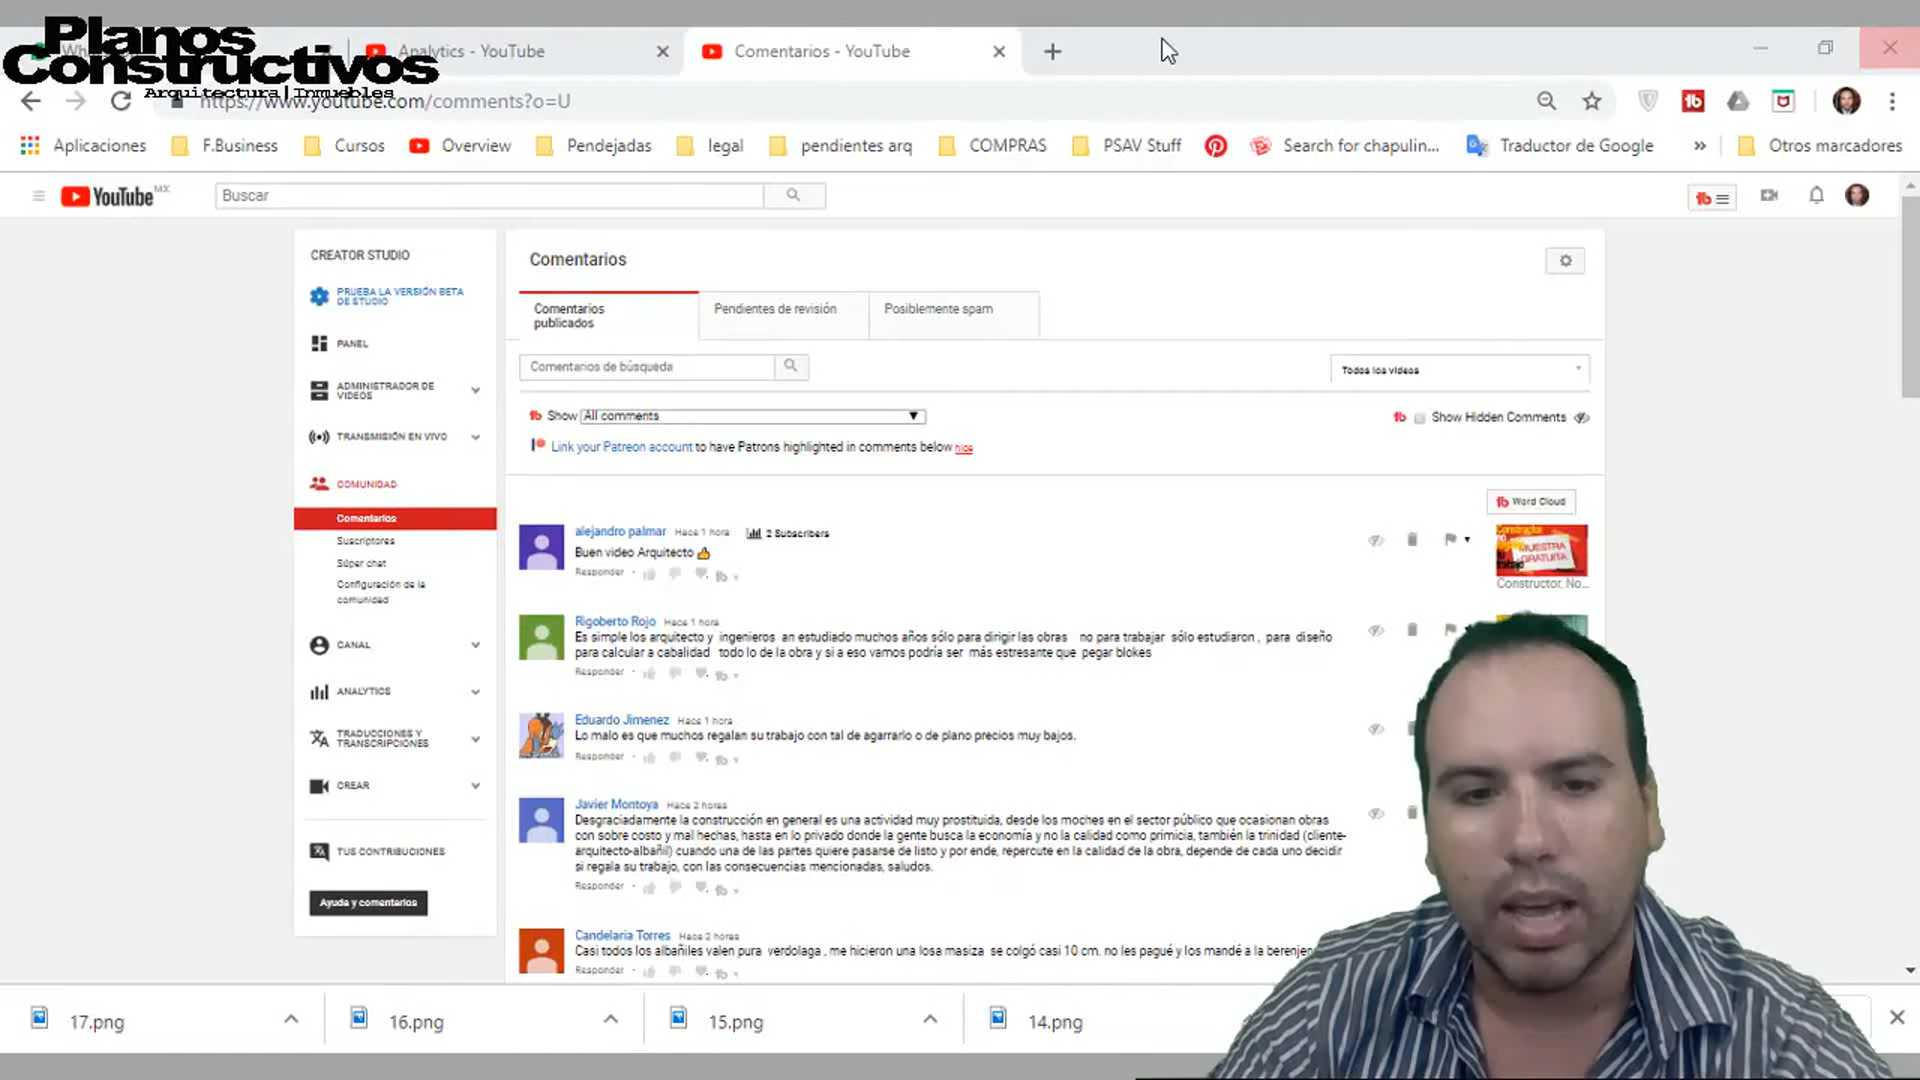 Planos
Constructivos
Arquitectura|Inmuebles
Analytics - YouTube
Comentarios - YouTube
https://www.youtube.com/comments?o=U
Aplicaciones
F.Business
Cursos
Overview
Pendejadas
legal
pendientes arq
COMPRAS
PSAV Stuff
Search for chapulin...
Traductor de Google
»
Otros marcadores
YouTube MX
Buscar
CREATOR STUDIO
PRUEBA LA VERSIÓN BETA
DE STUDIO
PANEL
ADMINISTRADOR DE
VIDEOS
TRANSMISIÓN EN VIVO
COMUNIDAD
Comentarios
Suscriptores
Súper chat
Configuración de la
comunidad
CANAL
ANALYTICS
TRADUCCIONES Y
TRANSCRIPCIONES
CREAR
TUS CONTRIBUCIONES
Ayuda y comentarios
Comentarios
Comentarios
publicados
Pendientes de revisión
Posiblemente spam
Comentarios de búsqueda
Todos los videos
Show All comments
Show Hidden Comments
Link your Patreon account to have Patrons highlighted in comments below hide
Word Cloud
alejandro palmar Hace 1 hora 2 Subscribers
Buen video Arquitecto 👍
Responder
Constructor
MUESTRA
GRATUITA
Constructor, No...
Rigoberto Rojo Hace 1 hora
Es simple los arquitecto y ingenieros an estudiado muchos años sólo para dirigir las obras no para trabajar sólo estudiaron , para diseño
para calcular a cabalidad todo lo de la obra y si a eso vamos podría ser más estresante que pegar blokes
Responder
Eduardo Jimenez Hace 1 hora
Lo malo es que muchos regalan su trabajo con tal de agarrarlo o de plano precios muy bajos.
Responder
Javier Montoya Hace 2 horas
Desgraciadamente la construcción en general es una actividad muy prostituida, desde los moches en el sector público que ocasionan obras
con sobre costo y mal hechas, hasta en lo privado donde la gente busca la economía y no la calidad como primicia, también la trinidad (cliente-
arquitecto-albañil) cuando una de las partes quiere pasarse de listo y por ende, repercute en la calidad de la obra, depende de cada uno decidir
si regala su trabajo, con las consecuencias mencionadas, saludos.
Responder
Candelaria Torres Hace 2 horas
Casi todos los albañiles valen pura verdolaga , me hicieron una losa masiza se colgó casi 10 cm. no les pagué y los mandé a la
Responder
17.png
16.png
15.png
14.png